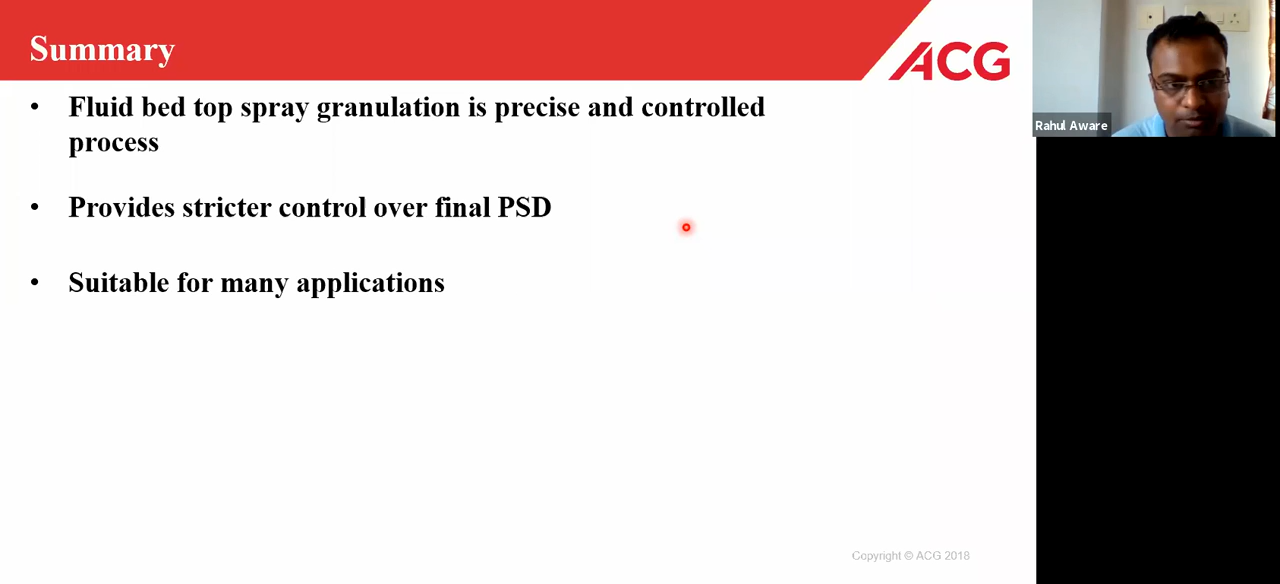 Summary
ACG
• Fluid bed top spray granulation is precise and controlled
process
• Provides stricter control over final PSD
• Suitable for many applications
Rahul Aware
Copyright © ACG 2018